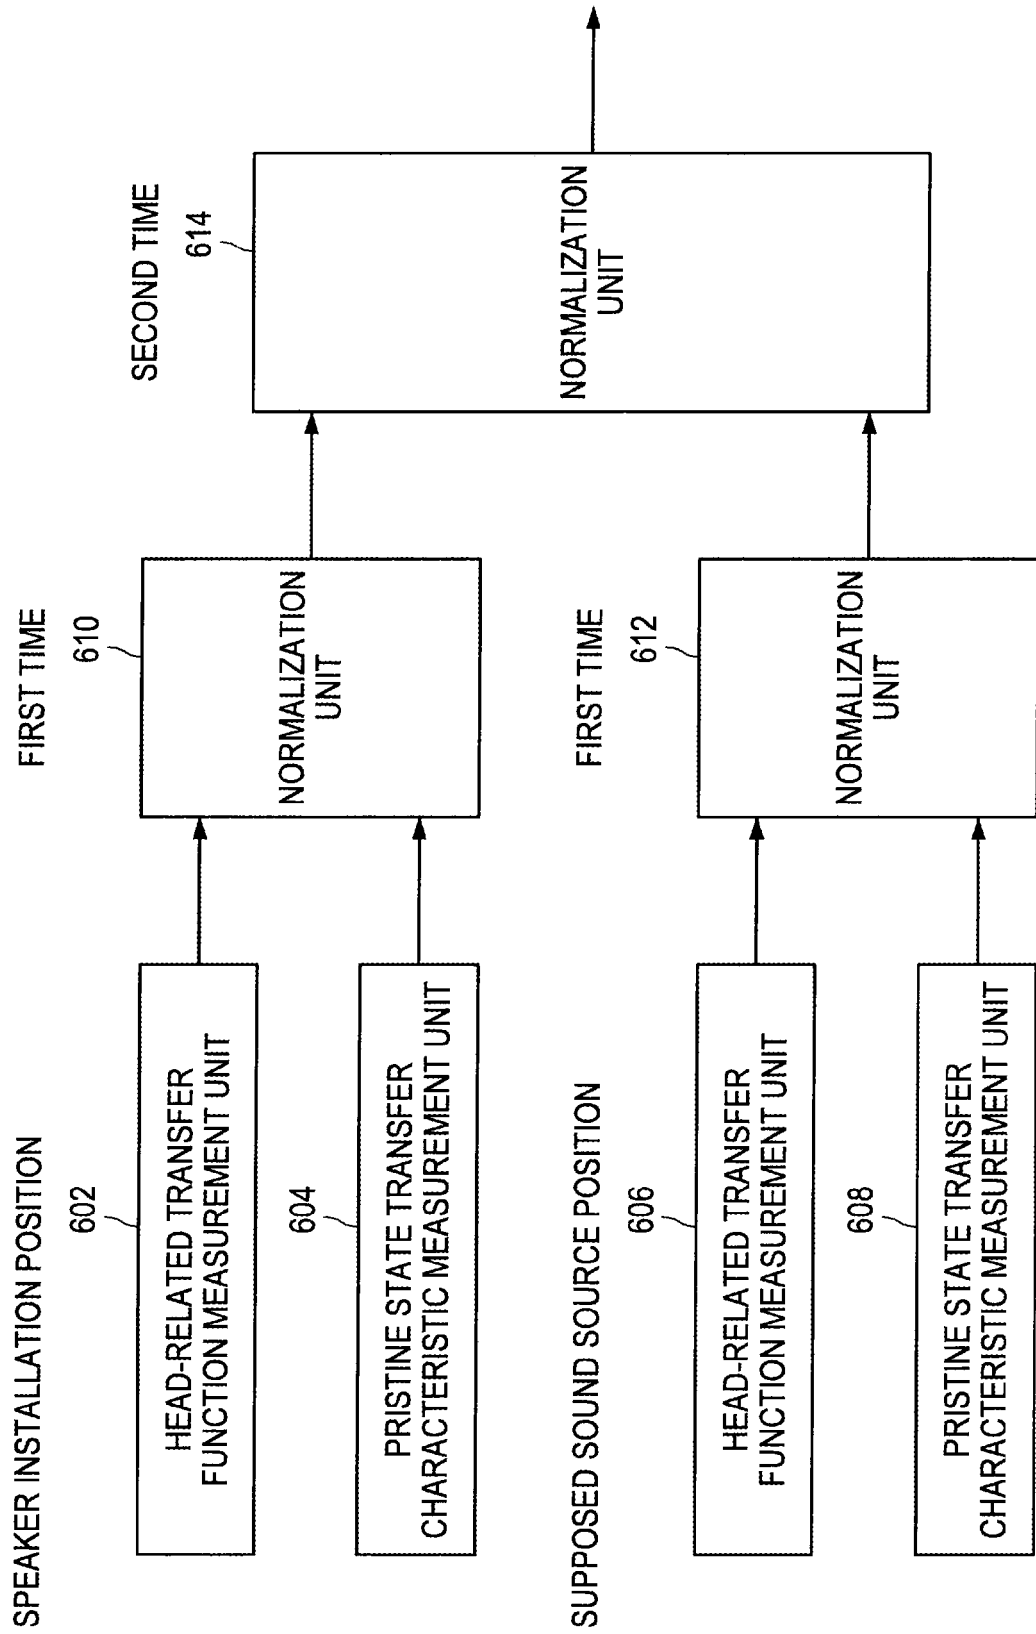 SPEAKER INSTALLATION POSITION
602
HEAD-RELATED TRANSFER
FUNCTION MEASUREMENT UNIT
604
PRISTINE STATE TRANSFER
CHARACTERISTIC MEASUREMENT UNIT
FIRST TIME
610
NORMALIZATION
UNIT
SECOND TIME
614
NORMALIZATION
UNIT
SUPPOSED SOUND SOURCE POSITION
606
HEAD-RELATED TRANSFER
FUNCTION MEASUREMENT UNIT
608
PRISTINE STATE TRANSFER
CHARACTERISTIC MEASUREMENT UNIT
FIRST TIME
612
NORMALIZATION
UNIT